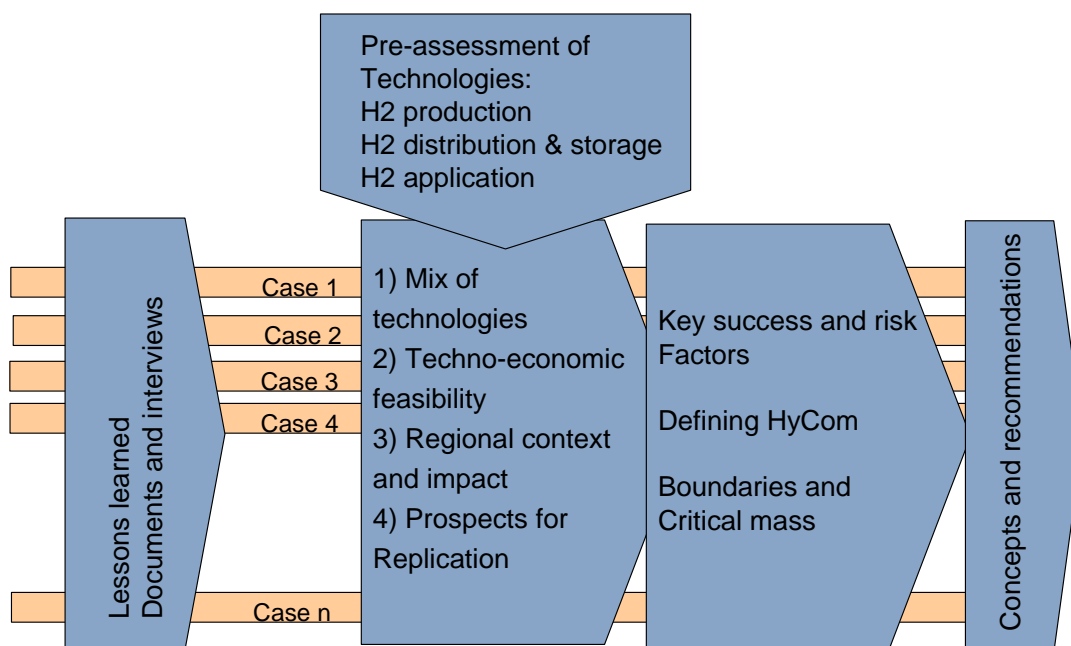 Pre-assessment of
Technologies:
H2 production
H2 distribution & storage
H2 application
Lessons learned
Documents and interviews
Case 1
Case 2
Case 3
Case 4
Case n
1) Mix of
technologies
2) Techno-economic
feasibility
3) Regional context
and impact
4) Prospects for
Replication
Key success and risk
Factors
Defining HyCom
Boundaries and
Critical mass
Concepts and recommendations